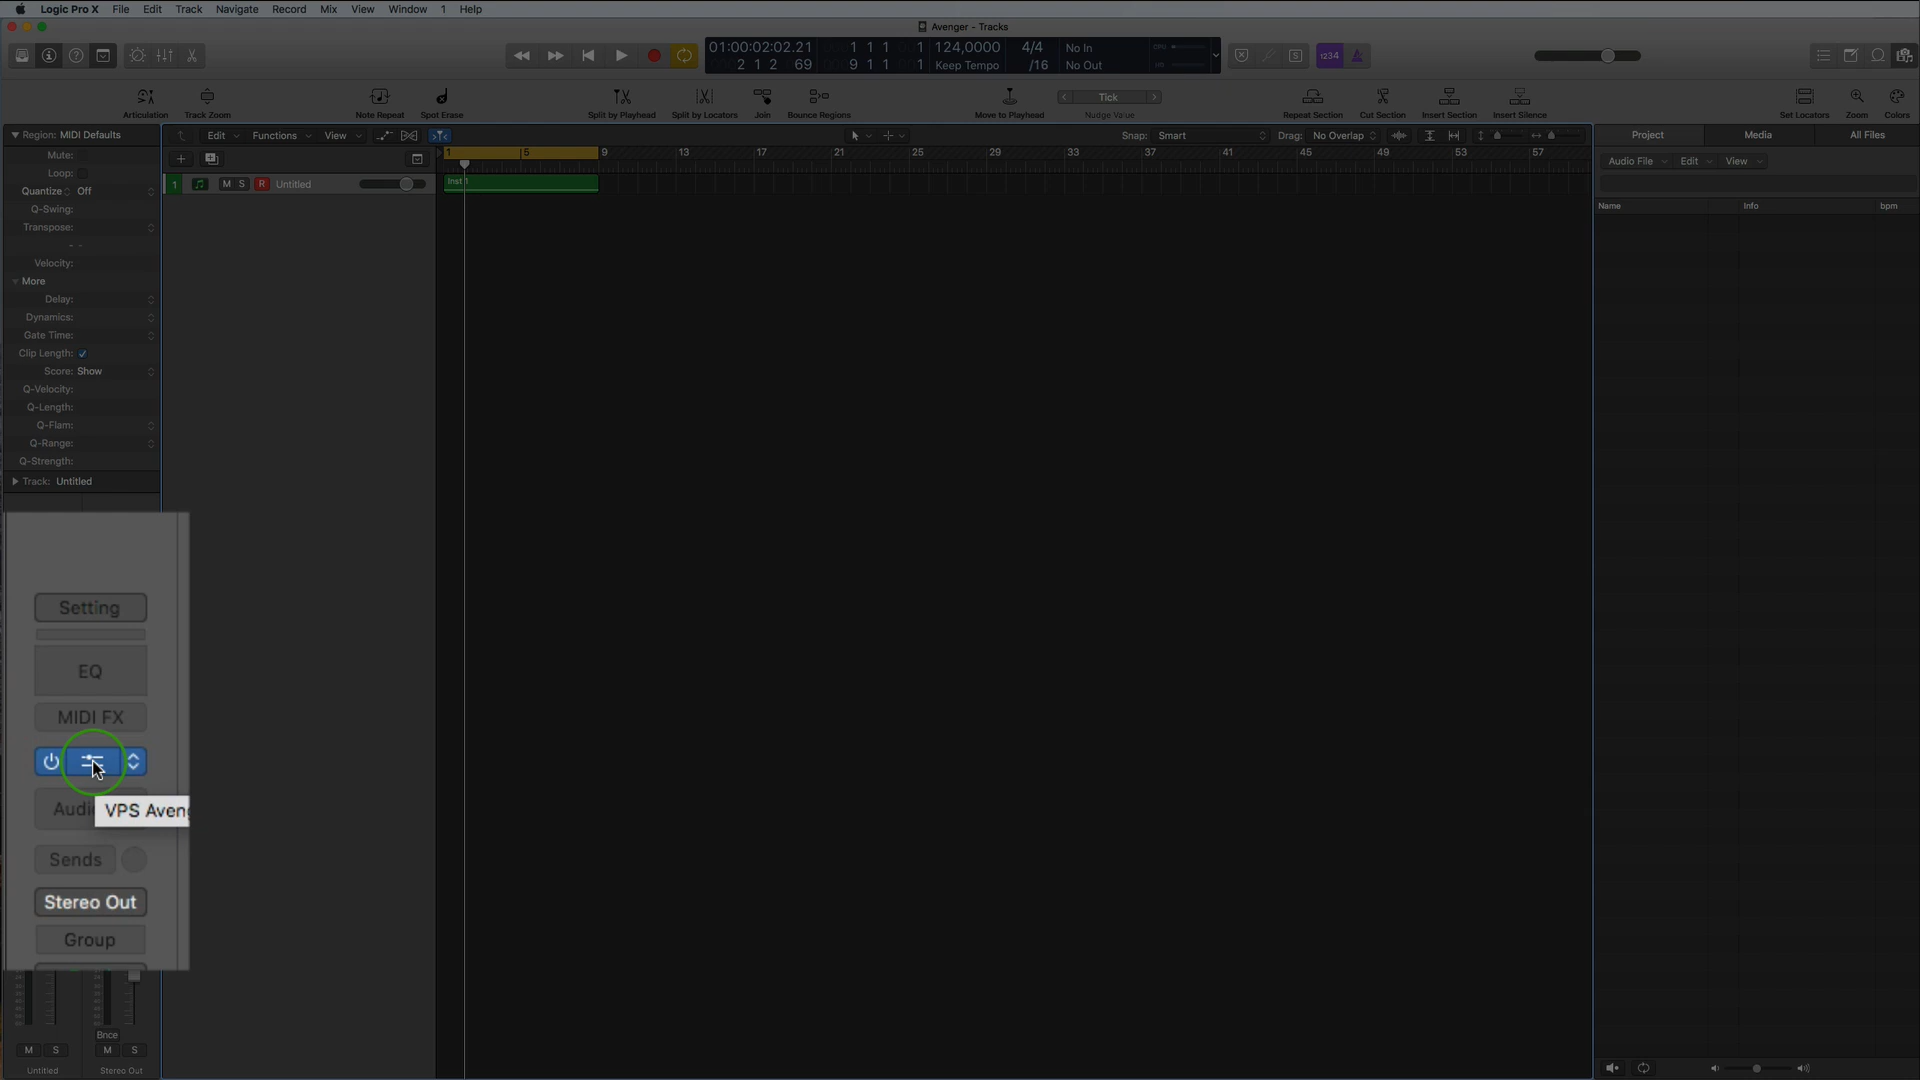 Logic Pro X File Edit Track Navigate Record Mix View Window 1 Help
Avenger - Tracks
01:00:02:02.21 1 1 1 1 124,0000 4/4 No In CPU
2 1 2 69 9 1 1 1 Keep Tempo /16 No Out HD
1234
Tick
Articulation Track Zoom Note Repeat Spot Erase Split by Playhead Split by Locators Join Bounce Regions Move to Playhead Nudge Value Repeat Section Cut Section Insert Section Insert Silence Set Locators Zoom Colors
Region: MIDI Defaults Edit Functions View Snap: Smart Drag: No Overlap Project Media All Files
Mute: 1 5 9 13 17 21 25 29 33 37 41 45 49 53 57
Audio File Edit View
Loop:
Quantize Off 1 M S R Untitled Inst 1
Q-Swing: Name Info bpm
Transpose:
- -
Velocity:
More
Delay:
Dynamics:
Gate Time:
Clip Length:
Score: Show
Q-Velocity:
Q-Length:
Q-Flam:
Q-Range:
Q-Strength:
Track: Untitled
Setting
EQ
MIDI FX
VPS Aveng
Audi
Sends
Stereo Out
Group
Bnce
M S M S
Untitled Stereo Out